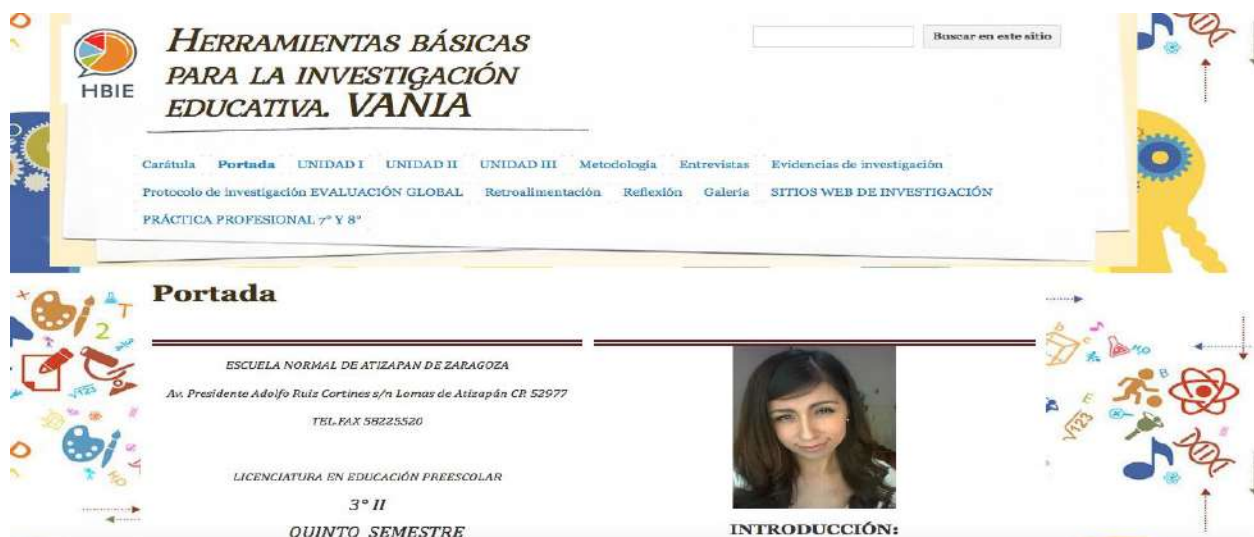 HBIE
HERRAMIENTAS BÁSICAS
PARA LA INVESTIGACIÓN
EDUCATIVA. VANIA
Buscar en este sitio
Carátula Portada UNIDAD I UNIDAD II UNIDAD III Metodología Entrevistas Evidencias de investigación
Protocolo de investigación EVALUACIÓN GLOBAL Retroalimentación Reflexión Galería SITIOS WEB DE INVESTIGACIÓN
PRÁCTICA PROFESIONAL 7° Y 8°
Portada
ESCUELA NORMAL DE ATIZAPAN DE ZARAGOZA
Av. Presidente Adolfo Ruiz Cortines s/n Lomas de Atizapán CP. 52977
TEL.FAX 58225520
LICENCIATURA EN EDUCACIÓN PREESCOLAR
3° II
QUINTO SEMESTRE
INTRODUCCIÓN: